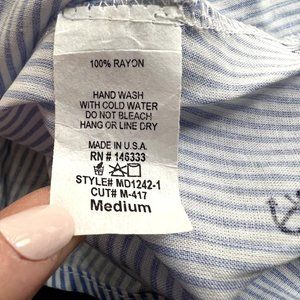 100% RAYON
HAND WASH
WITH COLD WATER
DO NOT BLEACH
HANG OR LINE DRY
MADE IN U.S.A.
RN # 146333
STYLE# MD1242-1
CUT# M-417
Medium